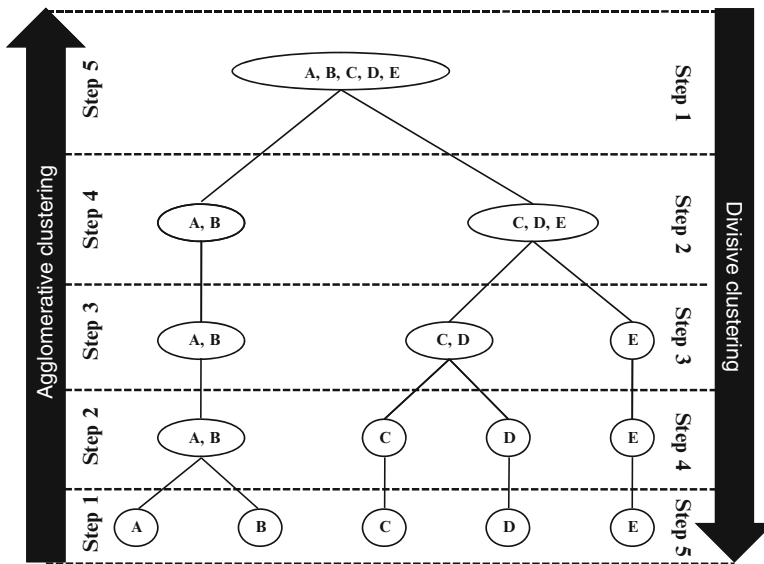 Agglomerative clustering
Divisive clustering
Step 5
A, B, C, D, E
Step 1
Step 4
A, B
C, D, E
Step 2
Step 3
A, B
C, D
E
Step 3
Step 2
A, B
C
D
E
Step 4
Step 1
A
B
C
D
E
Step 5